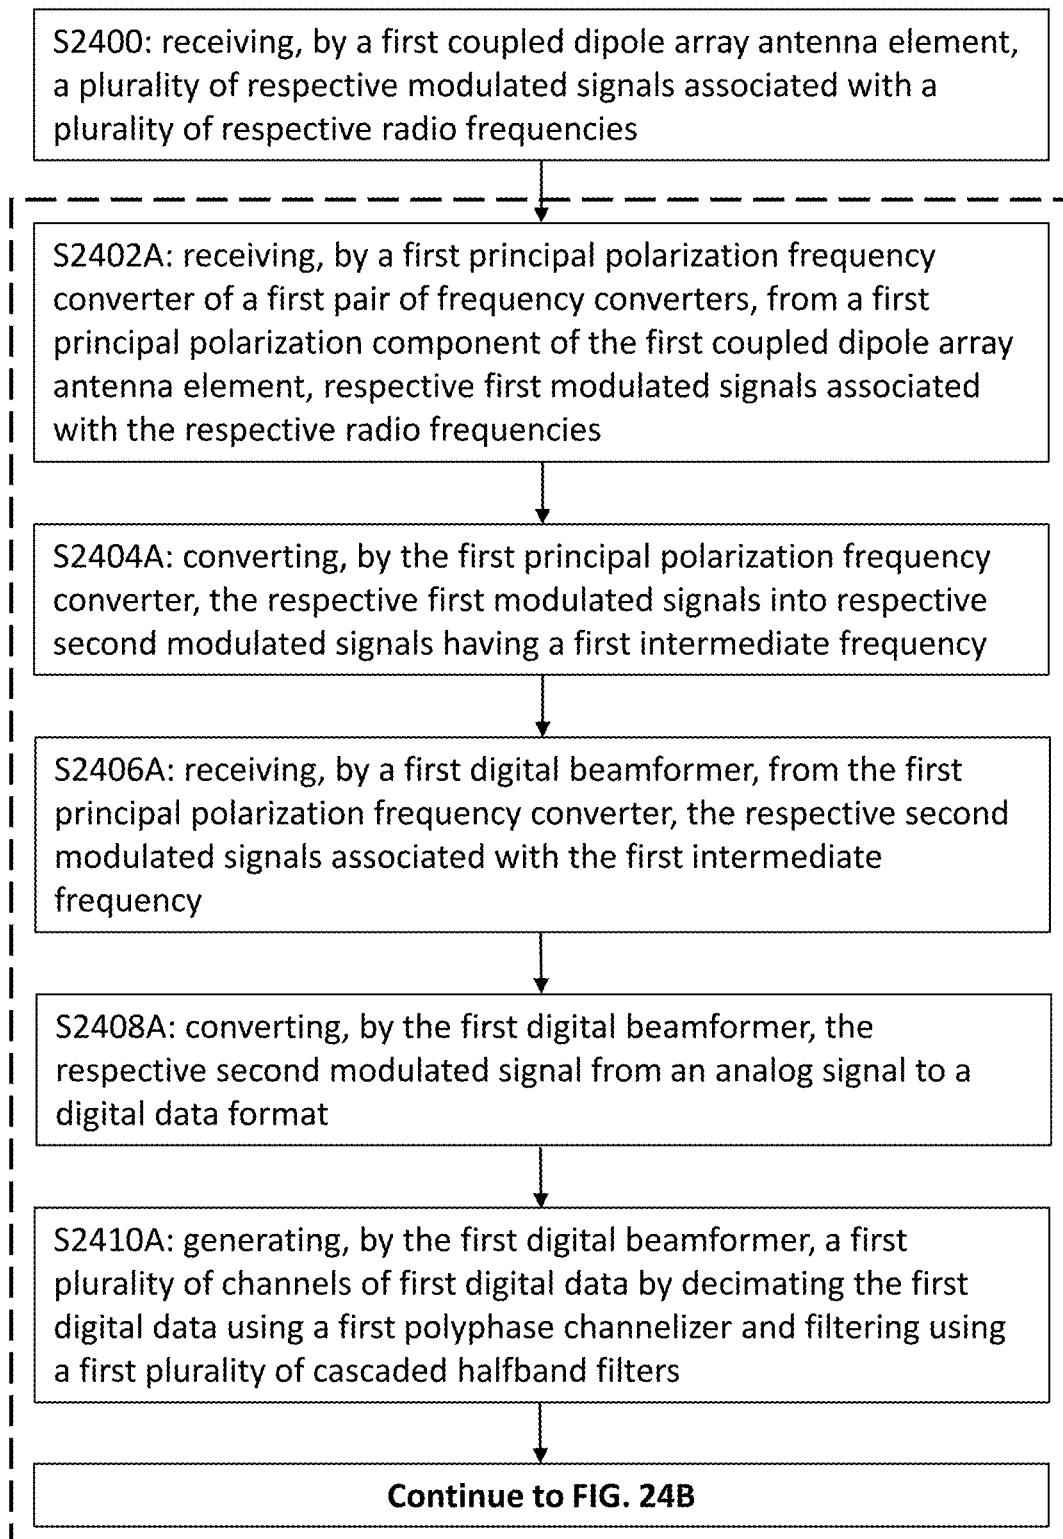 S2400: receiving, by a first coupled dipole array antenna element,
a plurality of respective modulated signals associated with a
plurality of respective radio frequencies
S2402A: receiving, by a first principal polarization frequency
converter of a first pair of frequency converters, from a first
principal polarization component of the first coupled dipole array
antenna element, respective first modulated signals associated
with the respective radio frequencies
S2404A: converting, by the first principal polarization frequency
converter, the respective first modulated signals into respective
second modulated signals having a first intermediate frequency
S2406A: receiving, by a first digital beamformer, from the first
principal polarization frequency converter, the respective second
modulated signals associated with the first intermediate
frequency
S2408A: converting, by the first digital beamformer, the
respective second modulated signal from an analog signal to a
digital data format
S2410A: generating, by the first digital beamformer, a first
plurality of channels of first digital data by decimating the first
digital data using a first polyphase channelizer and filtering using
a first plurality of cascaded halfband filters
Continue to FIG. 24B